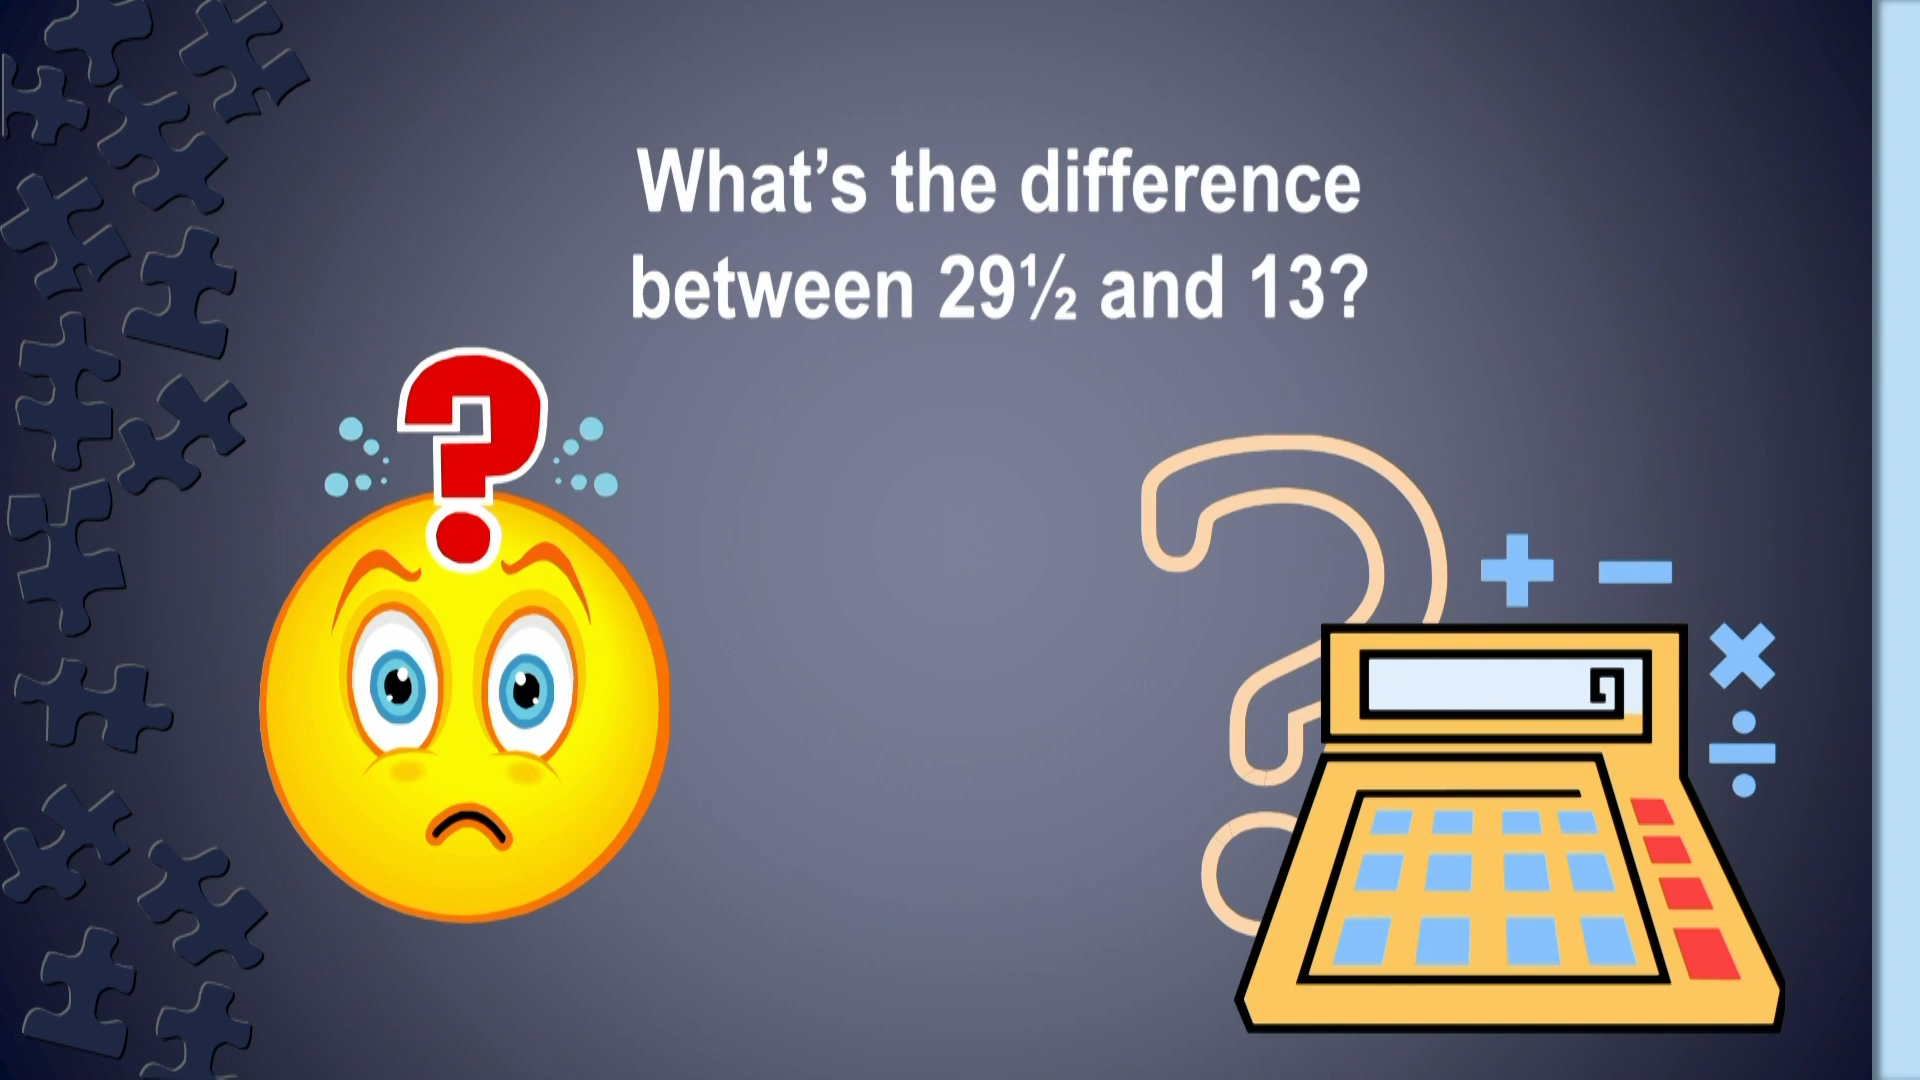 What’s the difference
between 29½ and 13?
?